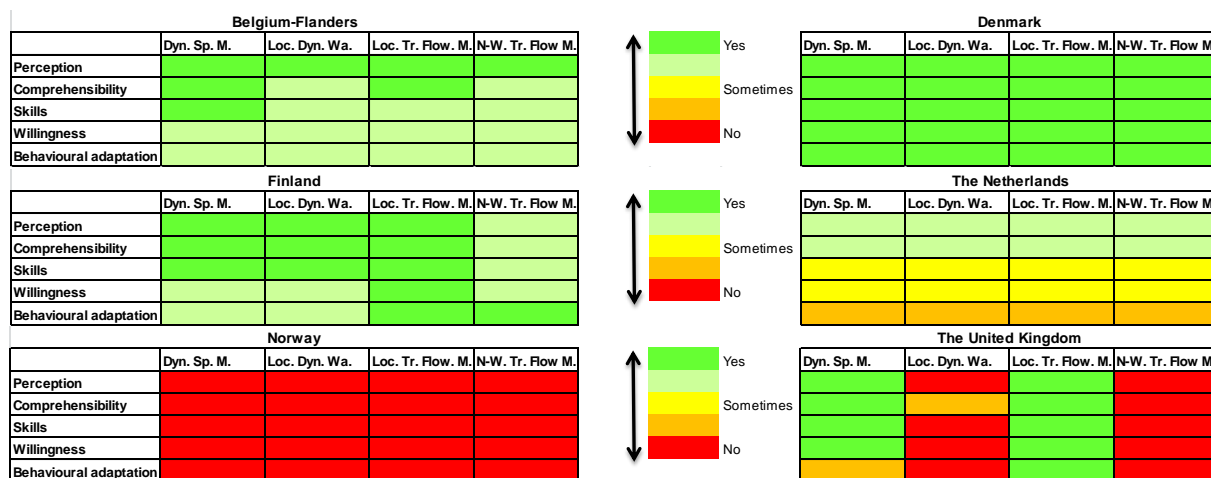 Belgium-Flanders
Dyn. Sp. M. Loc. Dyn. Wa. Loc. Tr. Flow. M. N-W. Tr. Flow M.
Perception
Comprehensibility
Skills
Willingness
Behavioural adaptation
Yes
Sometimes
No
Denmark
Dyn. Sp. M. Loc. Dyn. Wa. Loc. Tr. Flow. M. N-W. Tr. Flow M
Finland
Dyn. Sp. M. Loc. Dyn. Wa. Loc. Tr. Flow. M. N-W. Tr. Flow M.
Perception
Comprehensibility
Skills
Willingness
Behavioural adaptation
Yes
Sometimes
No
The Netherlands
Dyn. Sp. M. Loc. Dyn. Wa. Loc. Tr. Flow. M. N-W. Tr. Flow M
Norway
Dyn. Sp. M. Loc. Dyn. Wa. Loc. Tr. Flow. M. N-W. Tr. Flow M.
Perception
Comprehensibility
Skills
Willingness
Behavioural adaptation
Yes
Sometimes
No
The United Kingdom
Dyn. Sp. M. Loc. Dyn. Wa. Loc. Tr. Flow. M. N-W. Tr. Flow M